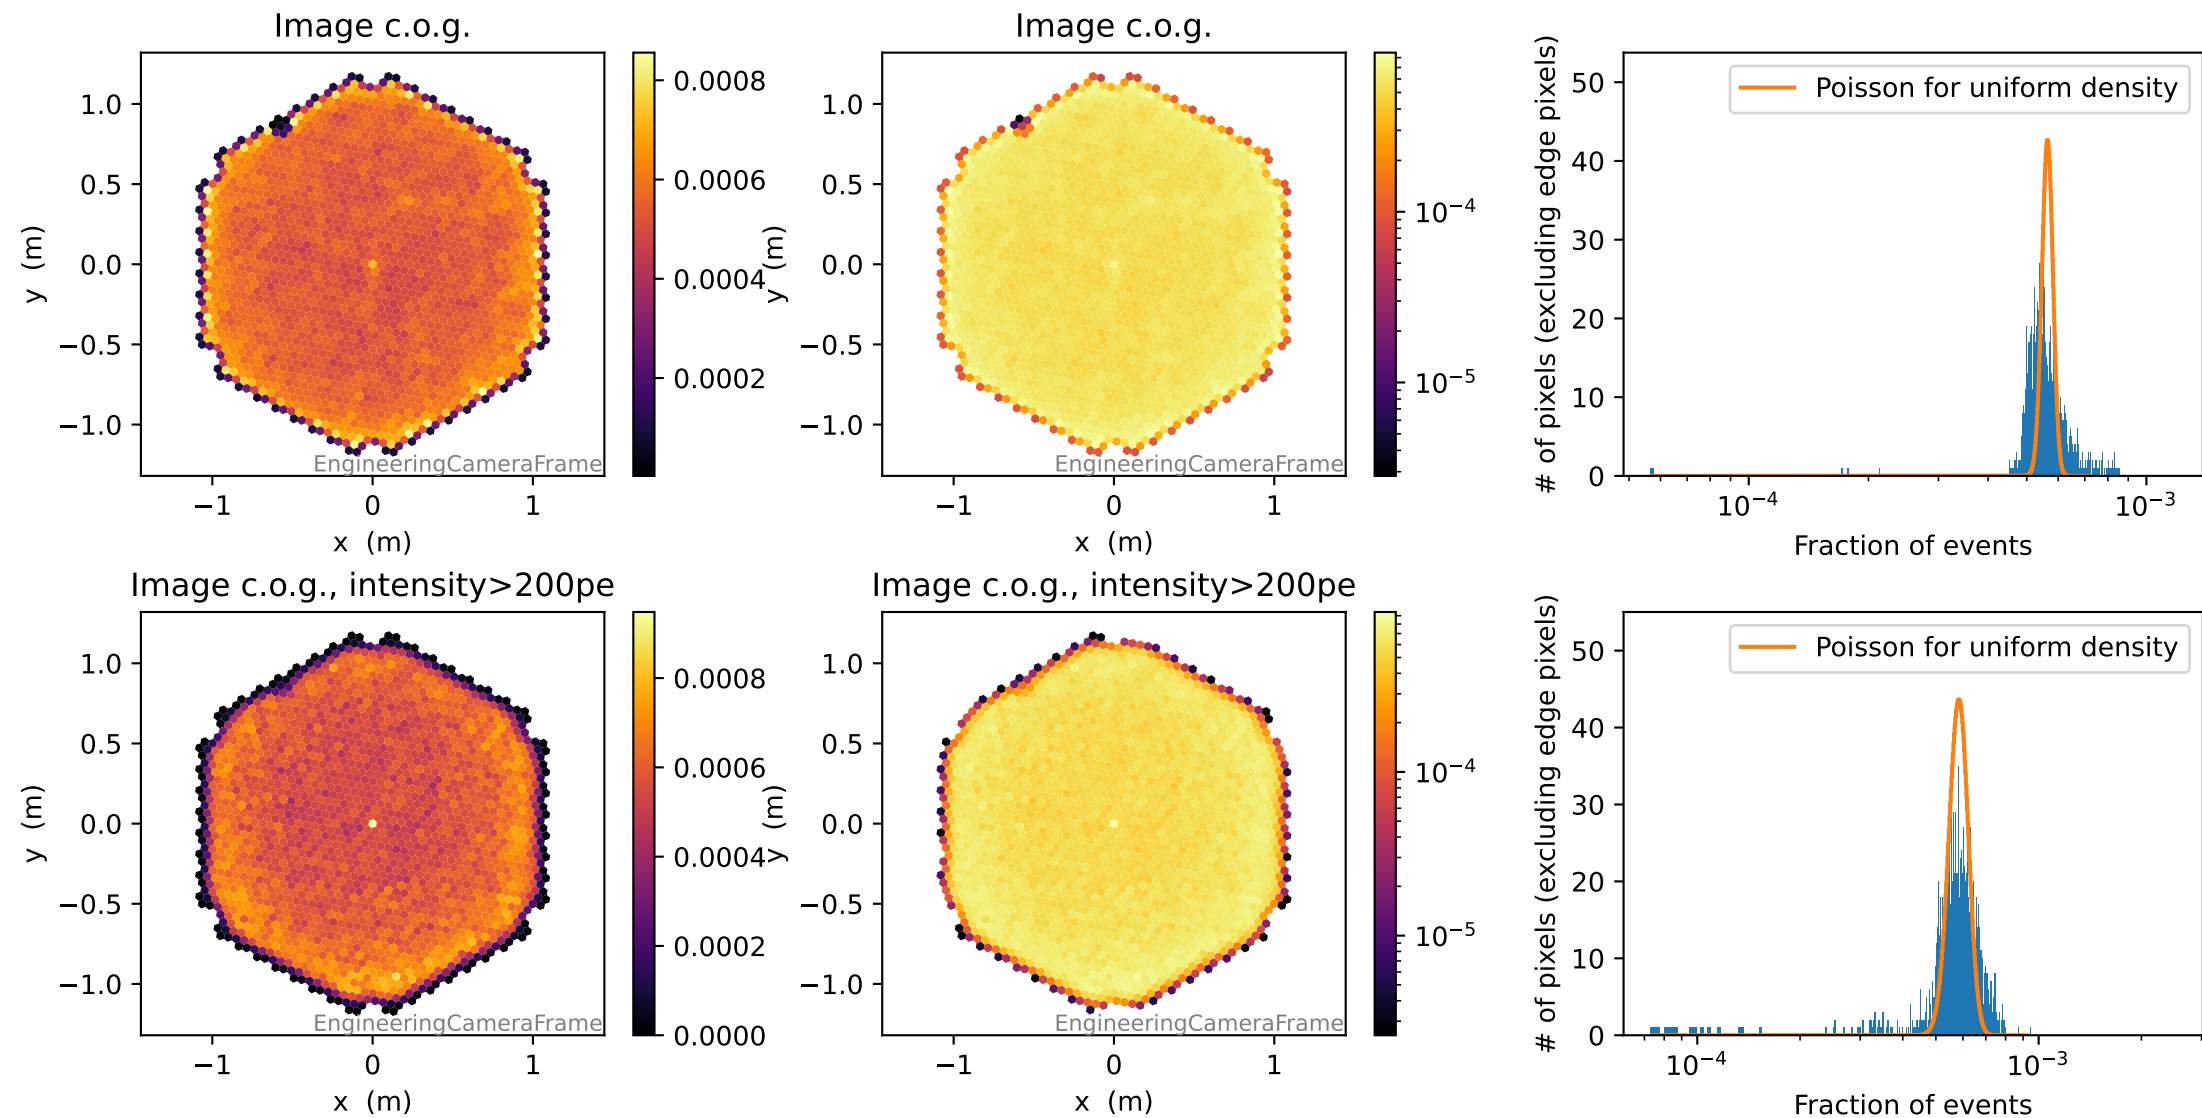 Image c.o.g.
y (m)
1.0
0.5
0.0
−0.5
−1.0
EngineeringCameraFrame
−1 0 1
x (m)
0.0008
0.0006
0.0004
0.0002
Image c.o.g.
y (m)
1.0
0.5
0.0
−0.5
−1.0
EngineeringCameraFrame
−1 0 1
x (m)
10⁻⁴
10⁻⁵
# of pixels (excluding edge pixels)
50
40
30
20
10
0
Poisson for uniform density
10⁻⁴ 10⁻³
Fraction of events
Image c.o.g., intensity>200pe
y (m)
1.0
0.5
0.0
−0.5
−1.0
EngineeringCameraFrame
−1 0 1
x (m)
0.0008
0.0006
0.0004
0.0002
0.0000
Image c.o.g., intensity>200pe
y (m)
1.0
0.5
0.0
−0.5
−1.0
EngineeringCameraFrame
−1 0 1
x (m)
10⁻⁴
10⁻⁵
# of pixels (excluding edge pixels)
50
40
30
20
10
0
Poisson for uniform density
10⁻⁴ 10⁻³
Fraction of events